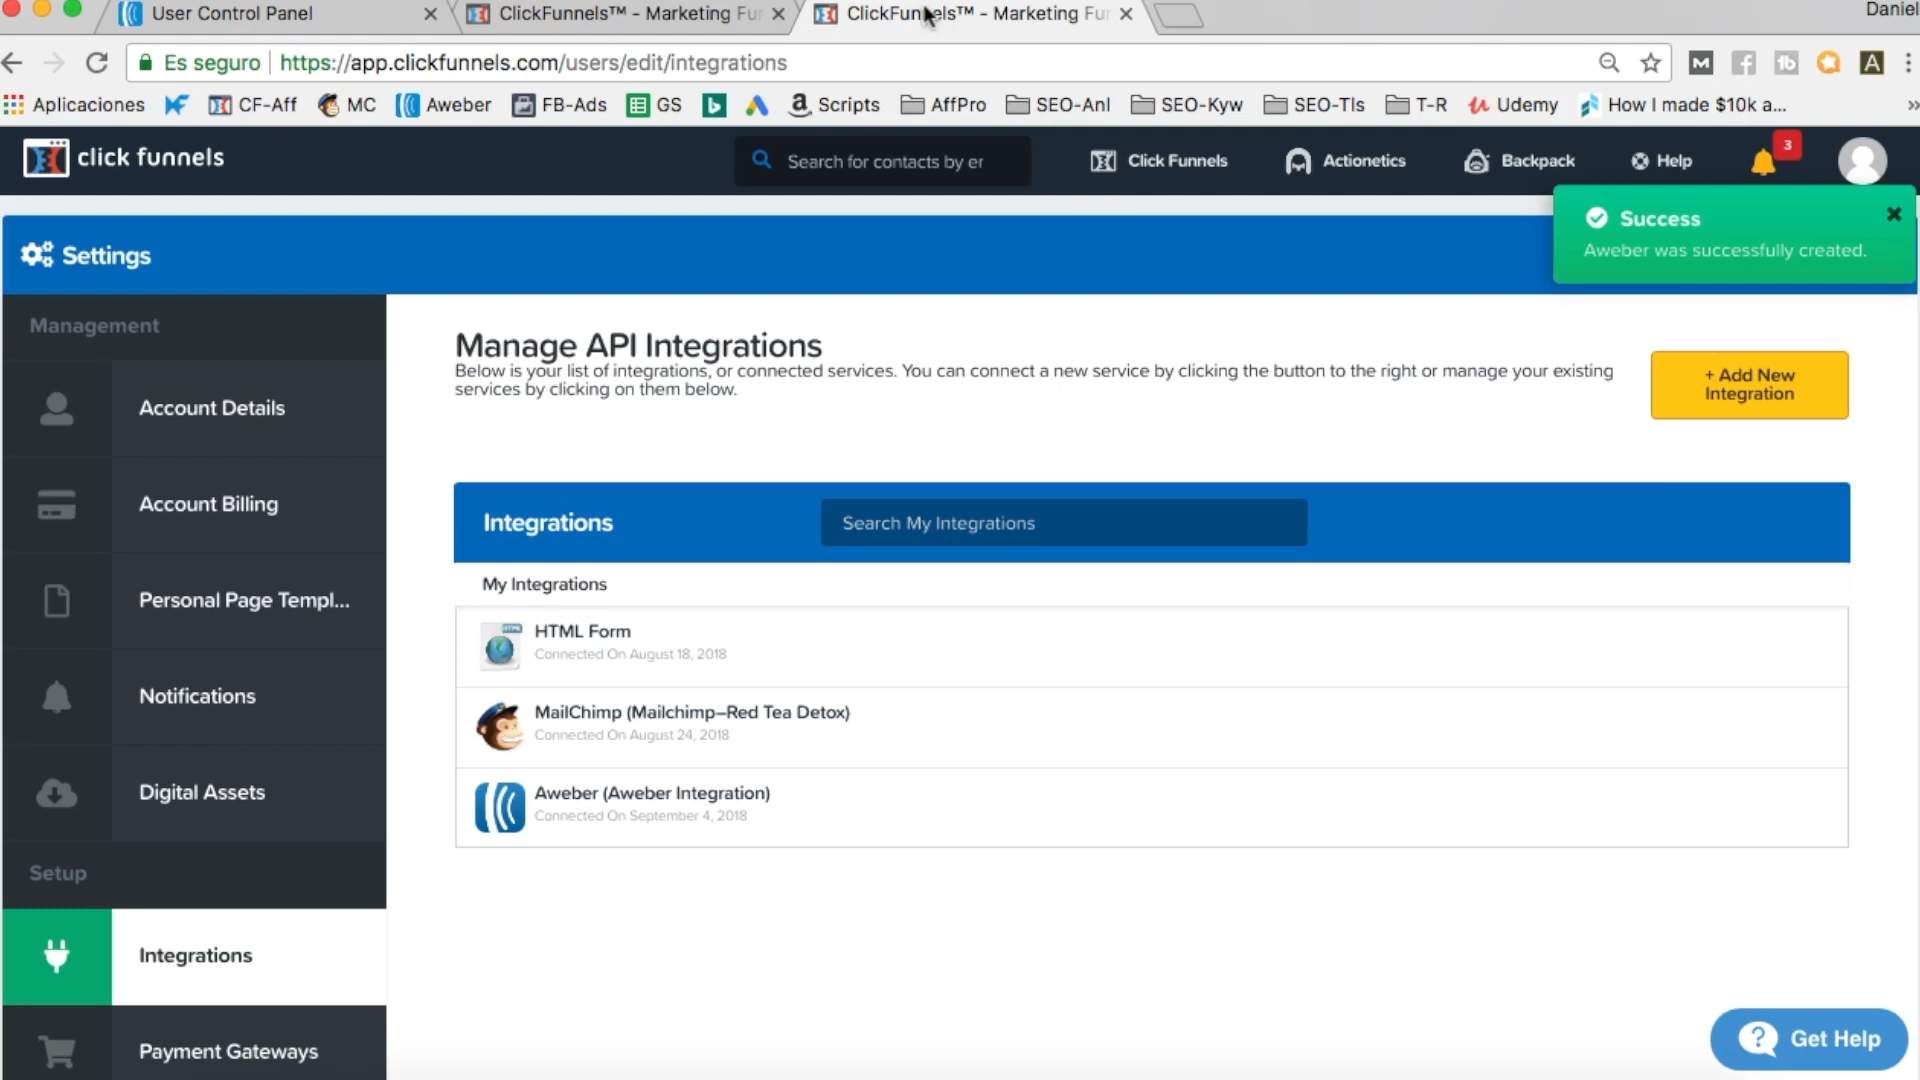 User Control Panel
ClickFunnels™ - Marketing Fur
ClickFunnels™ - Marketing Fur
Daniel
Es seguro
https://app.clickfunnels.com/users/edit/integrations
Aplicaciones
CF-Aff
MC
Aweber
FB-Ads
GS
Scripts
AffPro
SEO-Anl
SEO-Kyw
SEO-Tls
T-R
Udemy
How I made $10k a...
click funnels
Search for contacts by er
Click Funnels
Actionetics
Backpack
Help
3
Settings
Success
Aweber was successfully created.
Management
Account Details
Account Billing
Personal Page Templ...
Notifications
Digital Assets
Setup
Integrations
Payment Gateways
Manage API Integrations
Below is your list of integrations, or connected services. You can connect a new service by clicking the button to the right or manage your existing
services by clicking on them below.
+ Add New
Integration
Integrations
Search My Integrations
My Integrations
HTML Form
Connected On August 18, 2018
MailChimp (Mailchimp–Red Tea Detox)
Connected On August 24, 2018
Aweber (Aweber Integration)
Connected On September 4, 2018
Get Help